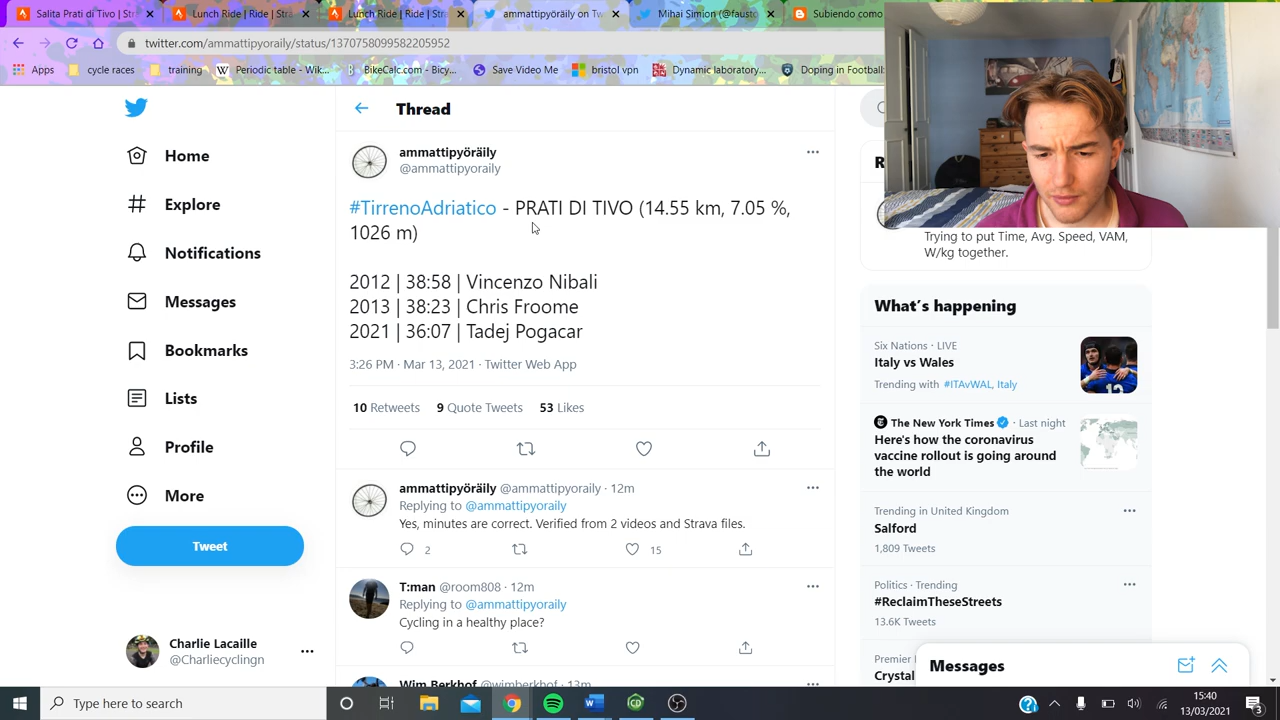 Salita Prati di Tivo
Lunch Ride | Ride | Stra
Lunch Ride | Ride | Stra
ammattipyoraily on Tw
Mihai Simion (@fausto_c
Subiendo como
twitter.com/ammattipyoraily/status/1370758099582205952
Apps
cycle races
training
Periodic table - Wik...
BikeCalc.com - Bicy...
Save Video Me
bristol vpn
Dynamic laboratory...
Doping in Football:
Home
Explore
Notifications
Messages
Bookmarks
Lists
Profile
More
Tweet
Charlie Lacaille
@Charliecyclingn
Thread
ammattipyöräily
@ammattipyoraily
#TirrenoAdriatico - PRATI DI TIVO (14.55 km, 7.05 %,
1026 m)
2012 | 38:58 | Vincenzo Nibali
2013 | 38:23 | Chris Froome
2021 | 36:07 | Tadej Pogacar
3:26 PM · Mar 13, 2021 · Twitter Web App
10 Retweets 9 Quote Tweets 53 Likes
ammattipyöräily @ammattipyoraily · 12m
Replying to @ammattipyoraily
Yes, minutes are correct. Verified from 2 videos and Strava files.
2
15
T:man @room808 · 12m
Replying to @ammattipyoraily
Cycling in a healthy place?
Wim Berkhof @wimberkhof · 13m
R
Trying to put Time, Avg. Speed, VAM,
W/kg together.
What's happening
Six Nations · LIVE
Italy vs Wales
Trending with #ITAvWAL, Italy
The New York Times · Last night
Here's how the coronavirus
vaccine rollout is going around
the world
Trending in United Kingdom
Salford
1,809 Tweets
Politics · Trending
#ReclaimTheseStreets
13.6K Tweets
Premier
Crystal
Messages
Type here to search
15:40
13/03/2021
3